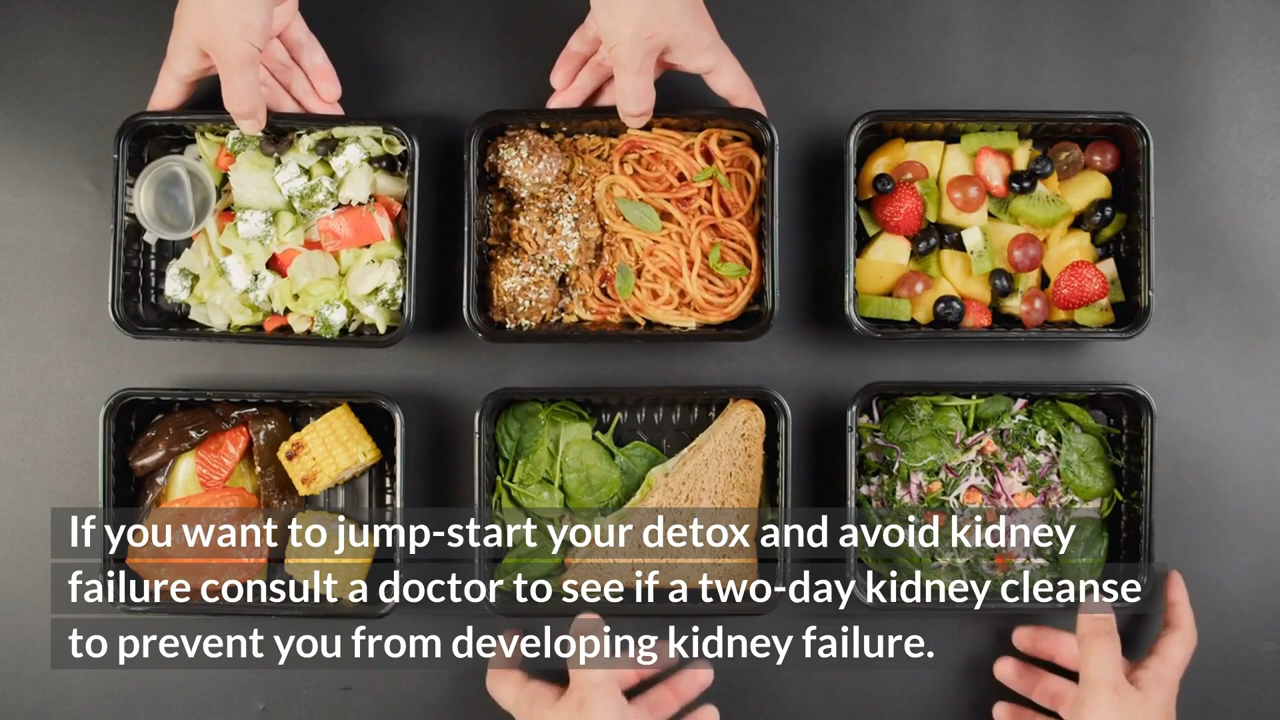 If you want to jump-start your detox and avoid kidney
failure consult a doctor to see if a two-day kidney cleanse
to prevent you from developing kidney failure.